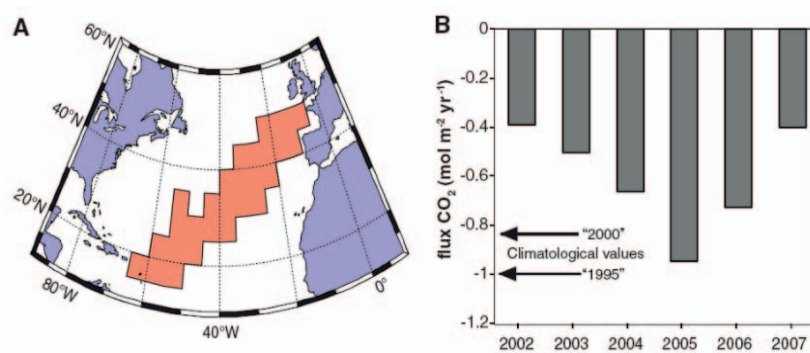 A
60°N
40°N
20°N
80°W
40°W
0°
B
flux CO₂ (mol m⁻² yr⁻¹)
0
-0.2
-0.4
-0.6
-0.8
-1
-1.2
"2000"
Climatological values
"1995"
2002 2003 2004 2005 2006 2007